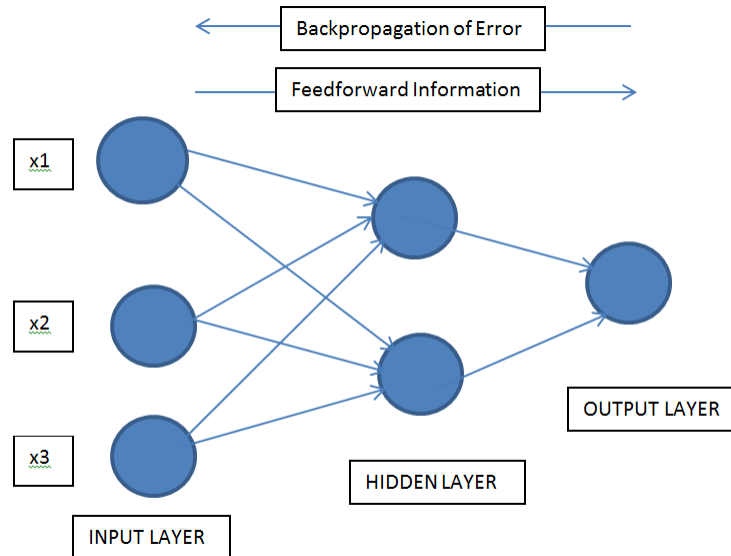 Backpropagation of Error
Feedforward Information
x1
x2
x3
OUTPUT LAYER
HIDDEN LAYER
INPUT LAYER